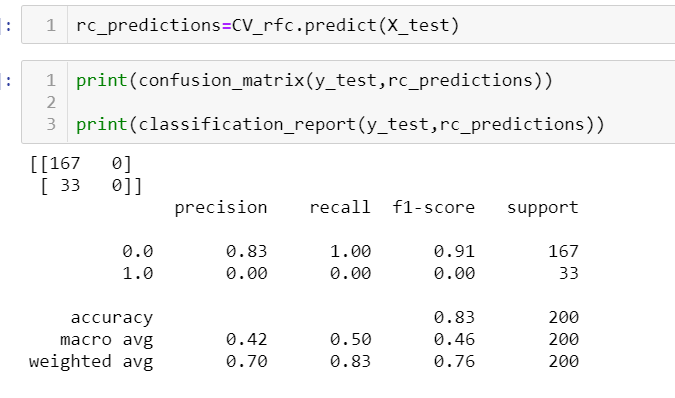 ]: 1 rc_predictions=CV_rfc.predict(X_test)
]: 1 print(confusion_matrix(y_test,rc_predictions))
2
3 print(classification_report(y_test,rc_predictions))
[[167   0]
 [ 33   0]]
              precision    recall  f1-score   support
         0.0       0.83      1.00      0.91       167
         1.0       0.00      0.00      0.00        33
    accuracy                           0.83       200
   macro avg       0.42      0.50      0.46       200
weighted avg       0.70      0.83      0.76       200